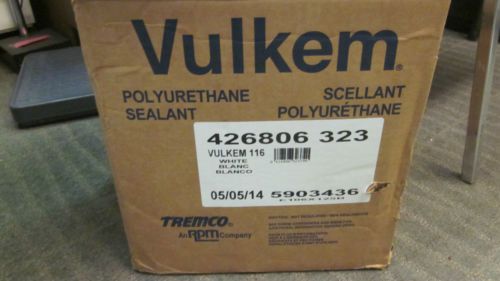 Vulkem®
POLYURETHANE
SEALANT
SCELLANT
POLYURÉTHANE
426806 323
VULKEM 116
WHITE
BLANC
BLANCO
05/05/14 5903436
TREMCO®
An RPM Company